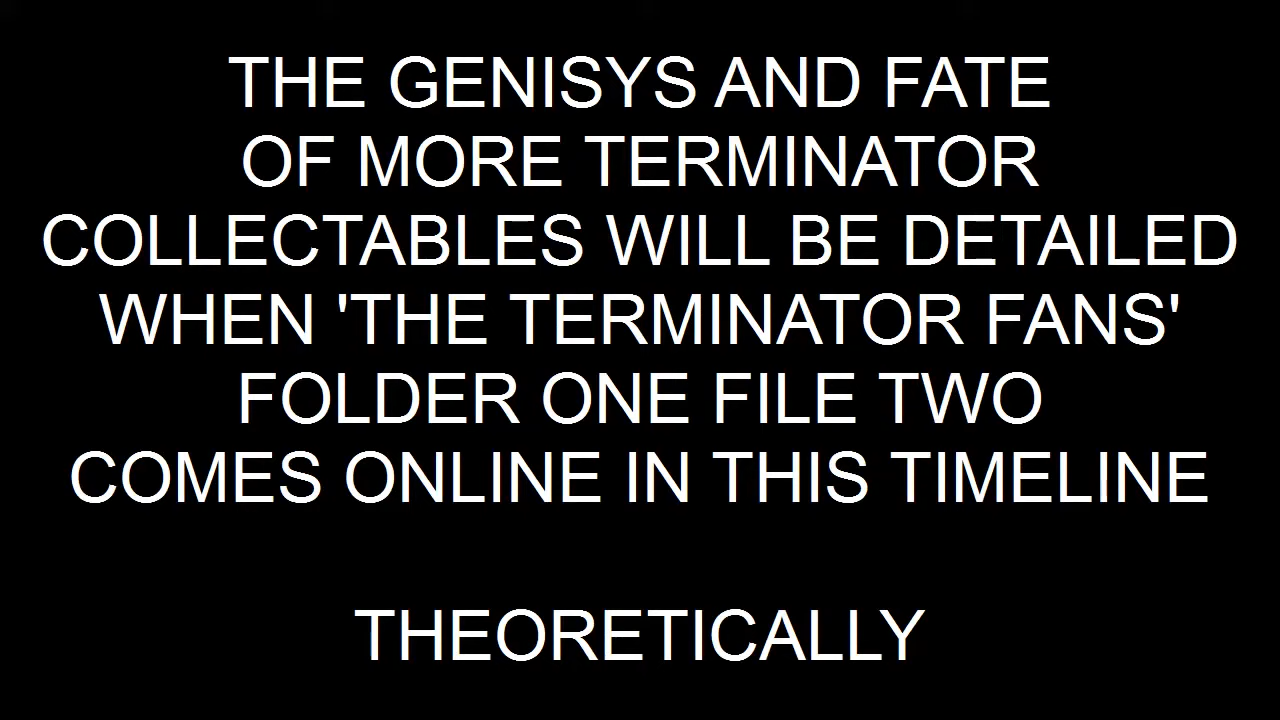 THE GENISYS AND FATE
OF MORE TERMINATOR
COLLECTABLES WILL BE DETAILED
WHEN 'THE TERMINATOR FANS'
FOLDER ONE FILE TWO
COMES ONLINE IN THIS TIMELINE
THEORETICALLY